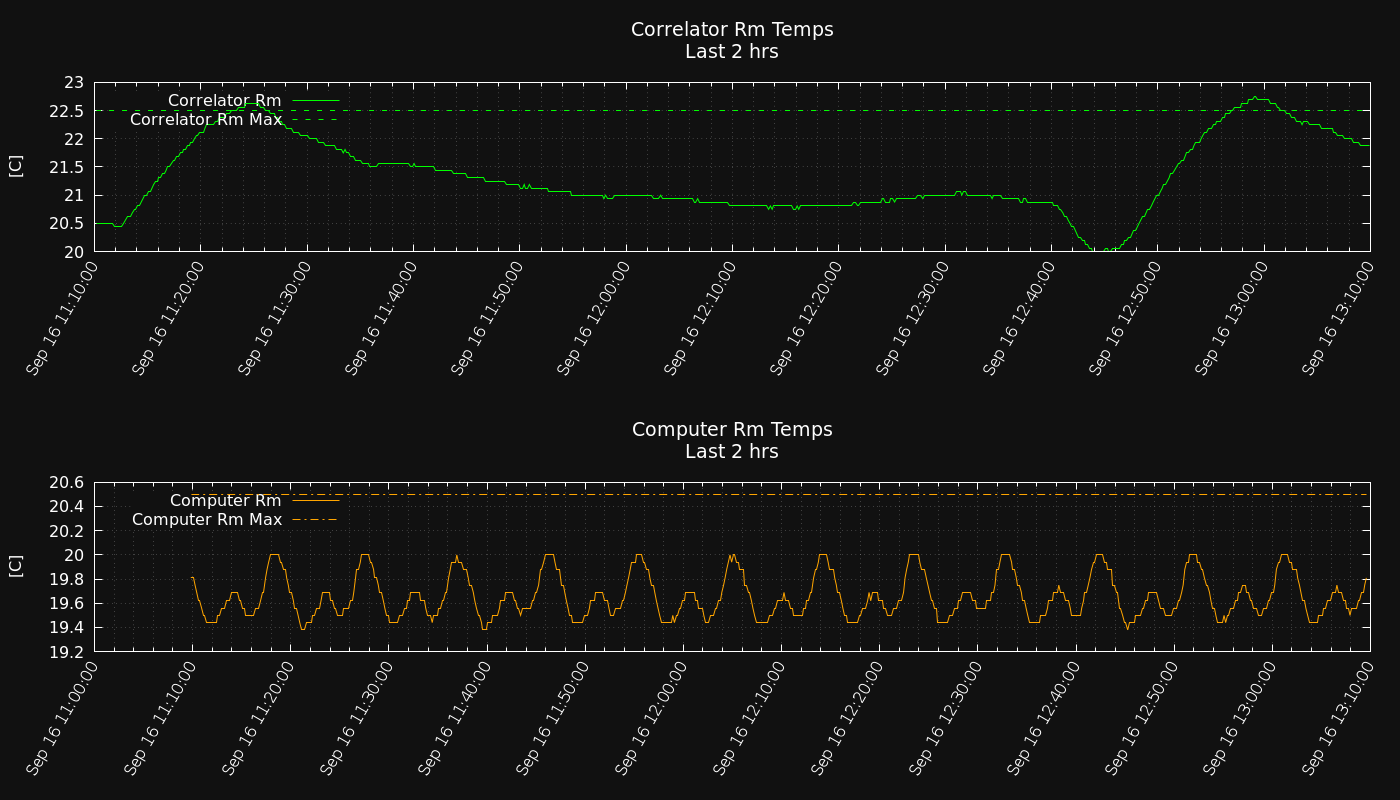 Correlator Rm Temps
Last 2 hrs
23
22.5
22
21.5
21
20.5
20
[C]
Correlator Rm
Correlator Rm Max
Sep 16 11:10:00
Sep 16 11:20:00
Sep 16 11:30:00
Sep 16 11:40:00
Sep 16 11:50:00
Sep 16 12:00:00
Sep 16 12:10:00
Sep 16 12:20:00
Sep 16 12:30:00
Sep 16 12:40:00
Sep 16 12:50:00
Sep 16 13:00:00
Sep 16 13:10:00
Computer Rm Temps
Last 2 hrs
20.6
20.4
20.2
20
19.8
19.6
19.4
19.2
[C]
Computer Rm
Computer Rm Max
Sep 16 11:00:00
Sep 16 11:10:00
Sep 16 11:20:00
Sep 16 11:30:00
Sep 16 11:40:00
Sep 16 11:50:00
Sep 16 12:00:00
Sep 16 12:10:00
Sep 16 12:20:00
Sep 16 12:30:00
Sep 16 12:40:00
Sep 16 12:50:00
Sep 16 13:00:00
Sep 16 13:10:00